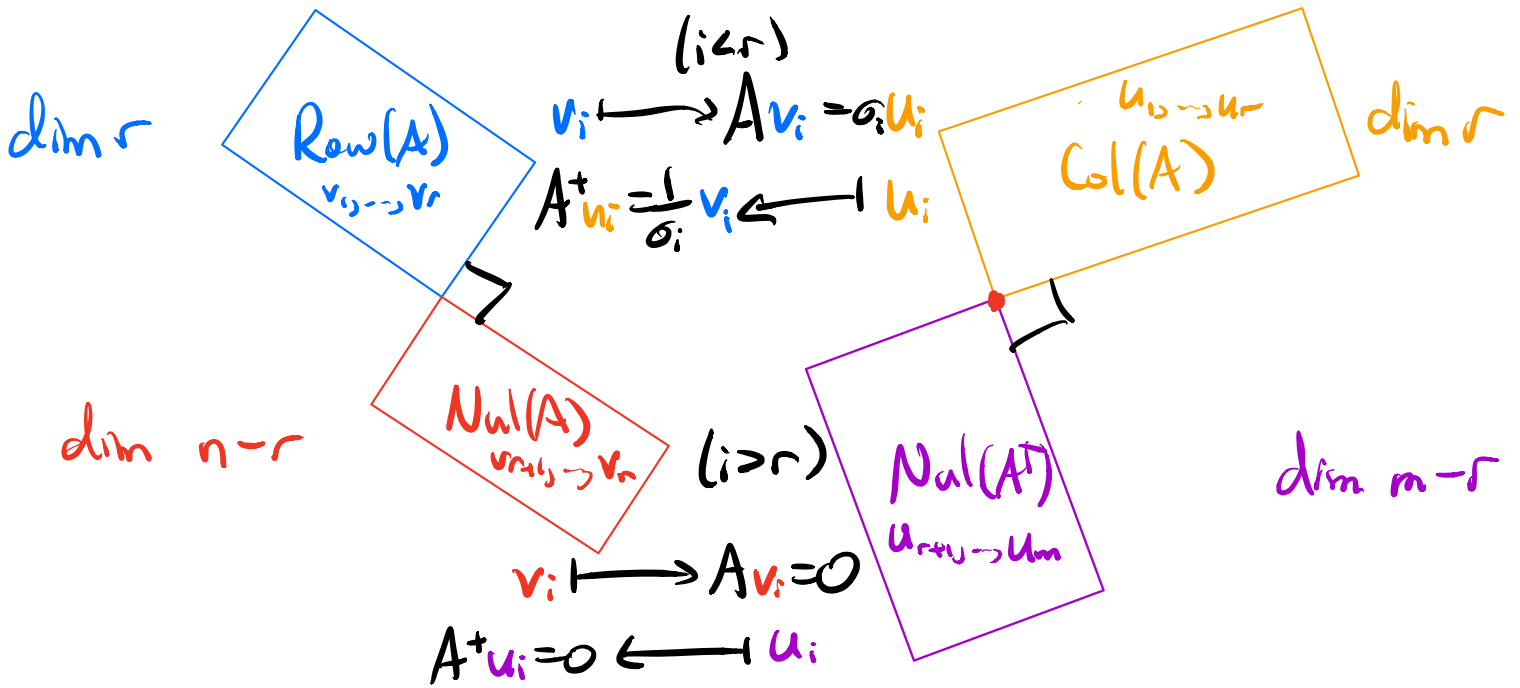 (i<r)
dim r
Row(A)
v₁, ..., vᵣ
vᵢ ↦ Avᵢ = σᵢuᵢ
A⁺uᵢ = 1/σᵢ vᵢ ↤ uᵢ
u₁, ..., uᵣ
Col(A)
dim r
dim n-r
Nul(A)
vᵣ₊₁, ..., vₙ
(i>r)
Nul(Aᵀ)
uᵣ₊₁, ..., uₘ
dim m-r
vᵢ ↦ Avᵢ = 0
A⁺uᵢ = 0 ↤ uᵢ